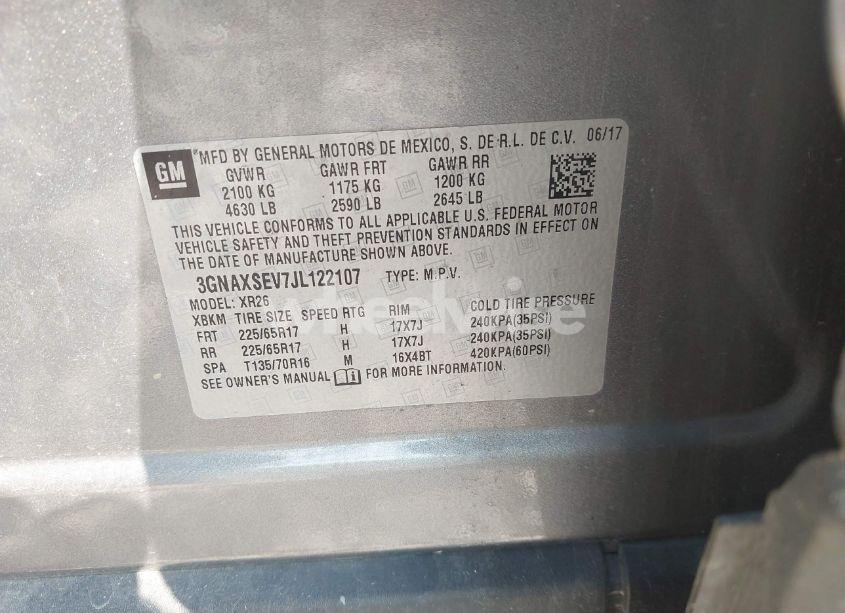 GM
*MFD BY GENERAL MOTORS DE MEXICO, S. DE R.L. DE C.V. 06/17
GVWR GAWR FRT GAWR RR
2100 KG 1175 KG 1200 KG
4630 LB 2590 LB 2645 LB
THIS VEHICLE CONFORMS TO ALL APPLICABLE U.S. FEDERAL MOTOR
VEHICLE SAFETY AND THEFT PREVENTION STANDARDS IN EFFECT ON
THE DATE OF MANUFACTURE SHOWN ABOVE.
3GNAXSEV7JL122107 TYPE: M.P.V.
MODEL: XR26
XBKM TIRE SIZE SPEED RTG RIM COLD TIRE PRESSURE
FRT 225/65R17 H 17X7J 240KPA(35PSI)
RR 225/65R17 H 17X7J 240KPA(35PSI)
SPA T135/70R16 M 16X4BT 420KPA(60PSI)
SEE OWNER'S MANUAL FOR MORE INFORMATION.